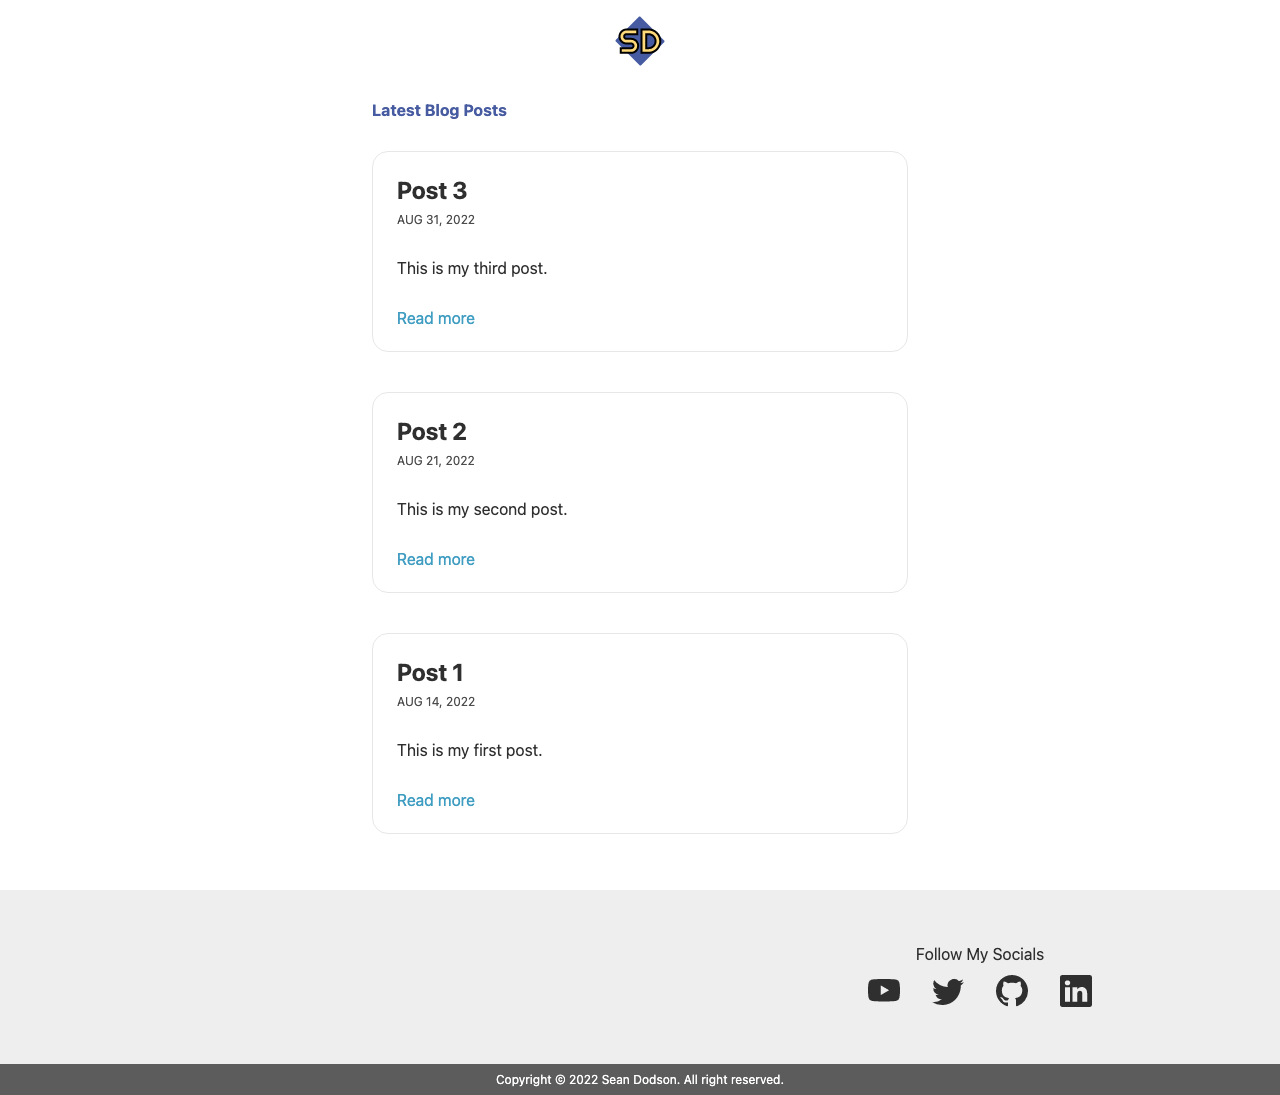 SD
Latest Blog Posts
Post 3
AUG 31, 2022
This is my third post.
Read more
Post 2
AUG 21, 2022
This is my second post.
Read more
Post 1
AUG 14, 2022
This is my first post.
Read more
Follow My Socials
in
Copyright © 2022 Sean Dodson. All right reserved.